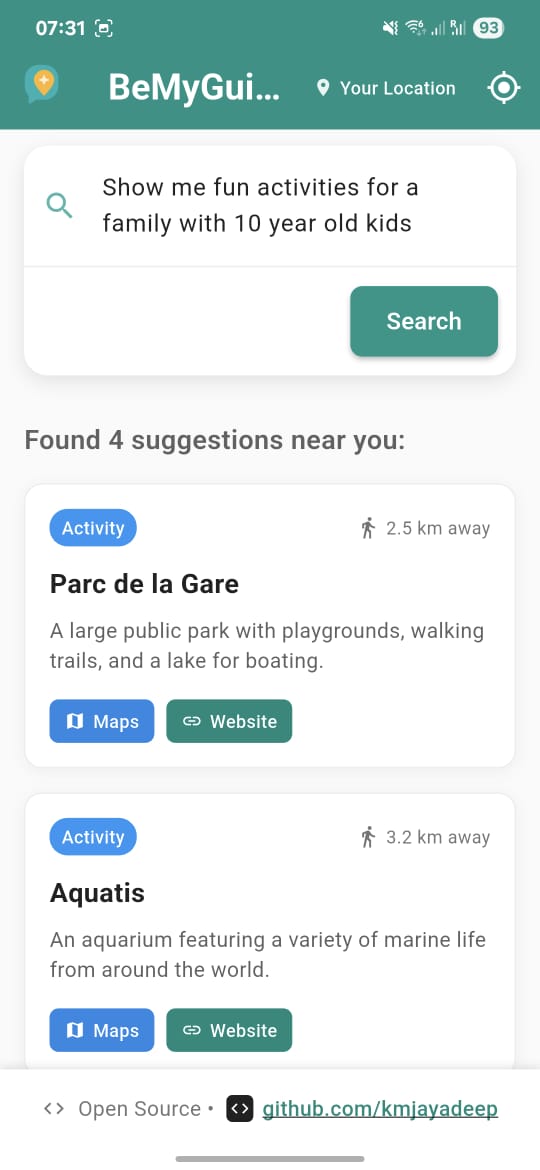 07:31
93
BeMyGui...
Your Location
Show me fun activities for a
family with 10 year old kids
Search
Found 4 suggestions near you:
Activity
2.5 km away
Parc de la Gare
A large public park with playgrounds, walking
trails, and a lake for boating.
Maps
Website
Activity
3.2 km away
Aquatis
An aquarium featuring a variety of marine life
from around the world.
Maps
Website
Open Source •
github.com/kmjayadeep